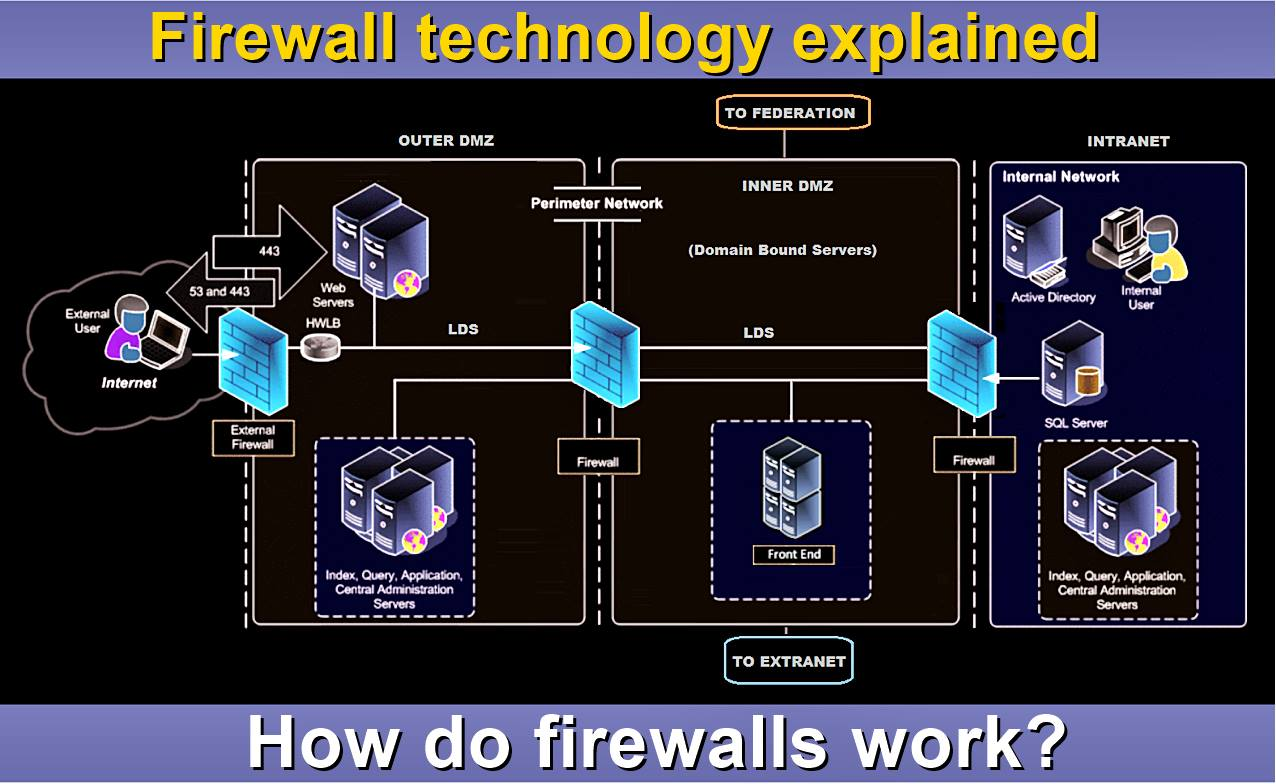 Firewall technology explained
TO FEDERATION
OUTER DMZ
INTRANET
INNER DMZ
Internal Network
Perimeter Network
(Domain Bound Servers)
443
53 and 443
Web
Servers
Active Directory
Internal
User
External
User
HWLB
LDS
LDS
Internet
SQL Server
External
Firewall
Firewall
Firewall
Front End
Index, Query, Application,
Central Administration
Servers
Index, Query, Application,
Central Administration
Servers
TO EXTRANET
How do firewalls work?